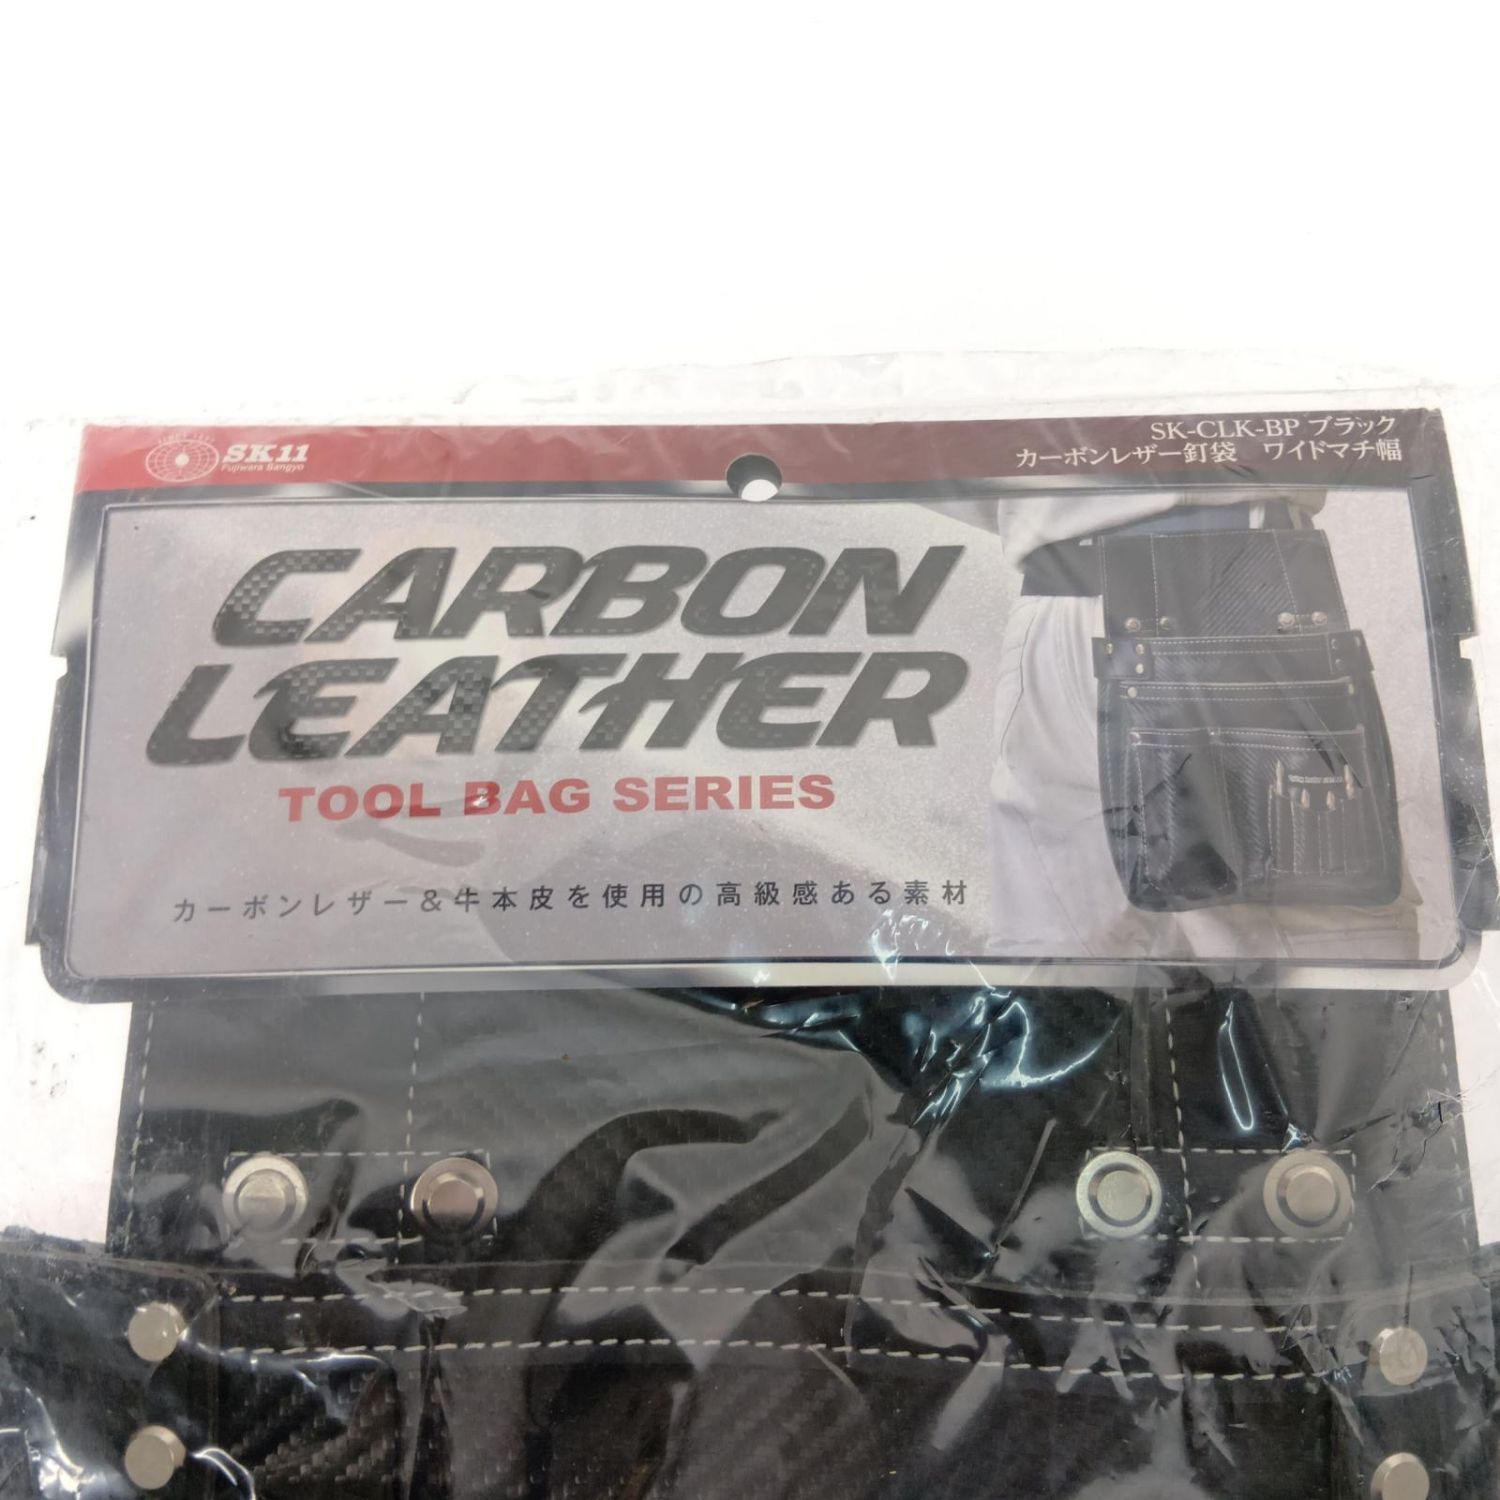 SINCE 1891
SK11
Fujiwara Sangyo
SK-CLK-BP ブラック
カーボンレザー釘袋　ワイドマチ幅
CARBON
LEATHER
TOOL BAG SERIES
カーボンレザー&牛本皮を使用の高級感ある素材